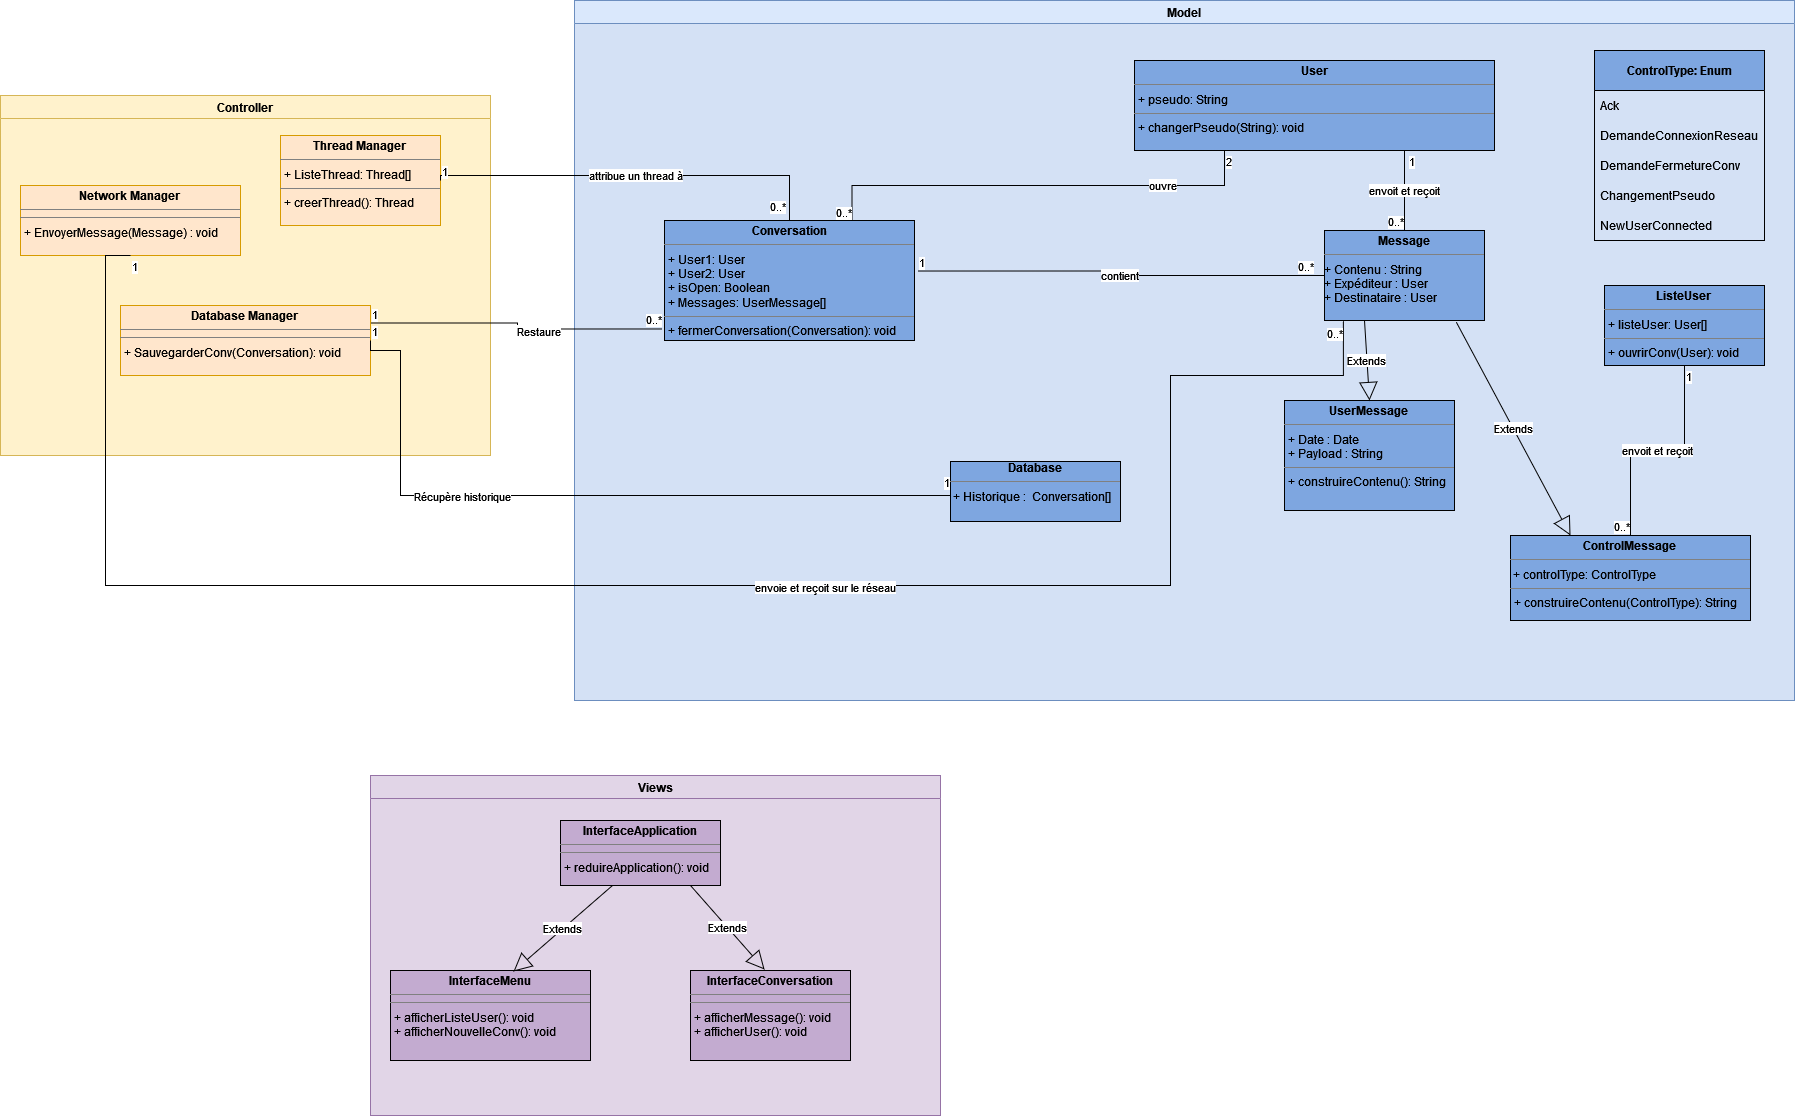 Model
User
+ pseudo: String
+ changerPseudo(String): void
2
1
ouvre
envoit et reçoit
0..*
0..*
ControlType: Enum
Ack
DemandeConnexionReseau
DemandeFermetureConv
ChangementPseudo
NewUserConnected
Controller
Thread Manager
+ ListeThread: Thread[]
+ creerThread(): Thread
1
attribue un thread à
0..*
Network Manager
+ EnvoyerMessage(Message) : void
1
Database Manager
+ SauvegarderConv(Conversation): void
1
1
Restaure
0..*
Conversation
+ User1: User
+ User2: User
+ isOpen: Boolean
+ Messages: UserMessage[]
+ fermerConversation(Conversation): void
1
contient
0..*
Message
+ Contenu : String
+ Expéditeur : User
+ Destinataire : User
0..*
Extends
Extends
ListeUser
+ listeUser: User[]
+ ouvrirConv(User): void
1
envoit et reçoit
0..*
UserMessage
+ Date : Date
+ Payload : String
+ construireContenu(): String
Récupère historique
1
Database
+ Historique : Conversation[]
ControlMessage
+ controlType: ControlType
+ construireContenu(ControlType): String
envoie et reçoit sur le réseau
Views
InterfaceApplication
+ reduireApplication(): void
Extends
Extends
InterfaceMenu
+ afficherListeUser(): void
+ afficherNouvelleConv(): void
InterfaceConversation
+ afficherMessage(): void
+ afficherUser(): void